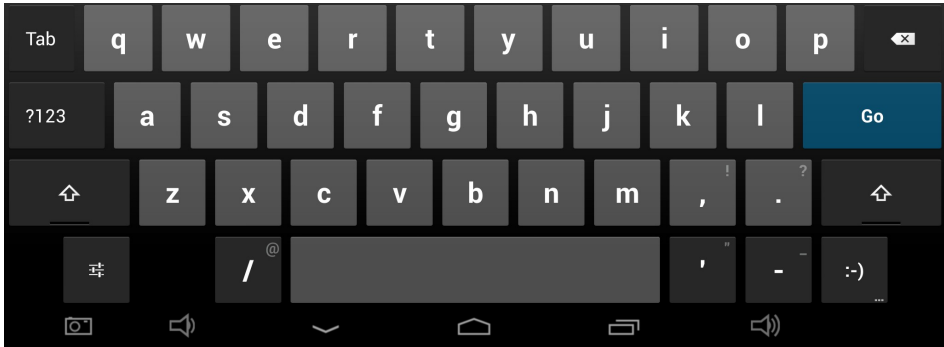 Tab q w e r t y u i o p
?123 a s d f g h j k l Go
z x c v b n m , ! . ?
/ @ ' " - _ :-) ...